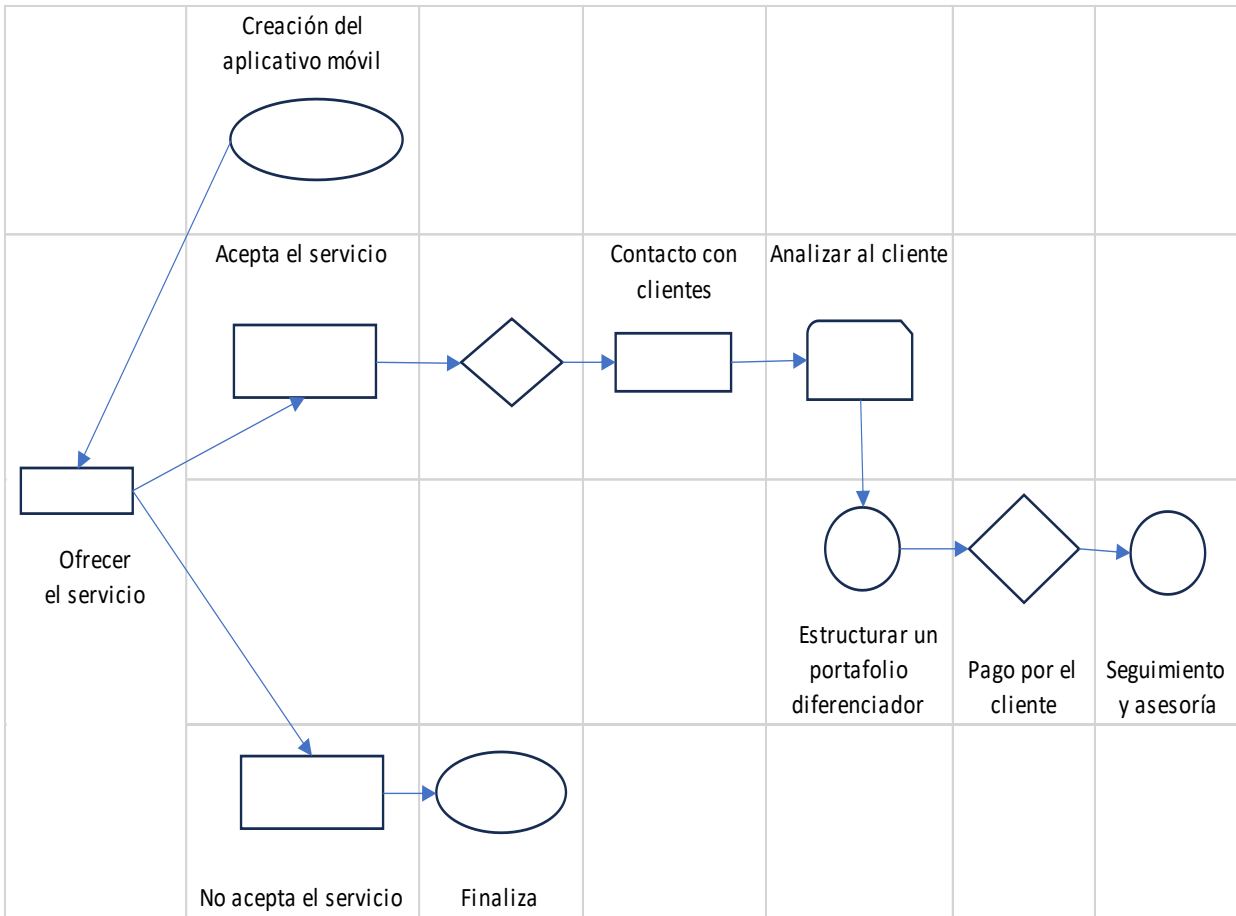 Creación del
aplicativo móvil
Acepta el servicio
Contacto con
clientes
Analizar al cliente
Ofrecer
el servicio
Estructurar un
portafolio
diferenciador
Pago por el
cliente
Seguimiento
y asesoría
No acepta el servicio
Finaliza